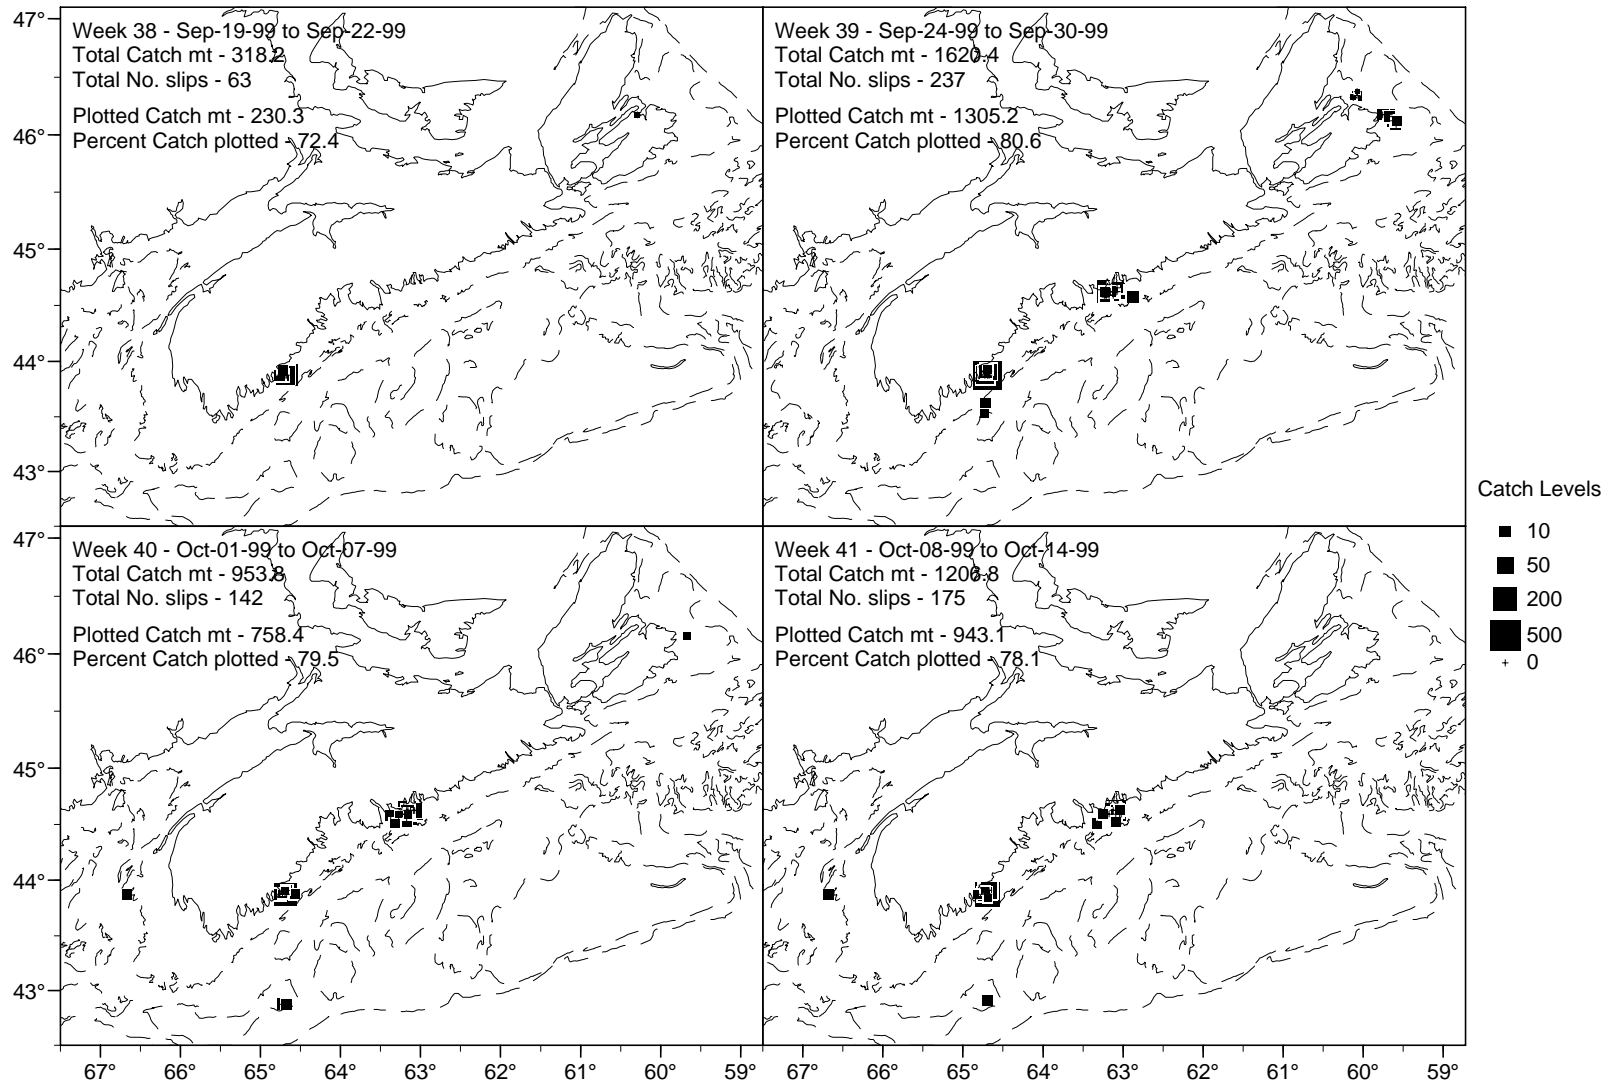 47°
46°
45°
44°
43°
Week 38 - Sep-19-99 to Sep-22-99
Total Catch mt - 318.2
Total No. slips - 63
Plotted Catch mt - 230.3
Percent Catch plotted - 72.4
Week 39 - Sep-24-99 to Sep-30-99
Total Catch mt - 1620.4
Total No. slips - 237
Plotted Catch mt - 1305.2
Percent Catch plotted - 80.6
47°
46°
45°
44°
43°
Week 40 - Oct-01-99 to Oct-07-99
Total Catch mt - 953.8
Total No. slips - 142
Plotted Catch mt - 758.4
Percent Catch plotted - 79.5
Week 41 - Oct-08-99 to Oct-14-99
Total Catch mt - 1206.8
Total No. slips - 175
Plotted Catch mt - 943.1
Percent Catch plotted - 78.1
67° 66° 65° 64° 63° 62° 61° 60° 59° 67° 66° 65° 64° 63° 62° 61° 60° 59°
Catch Levels
10
50
200
500
0